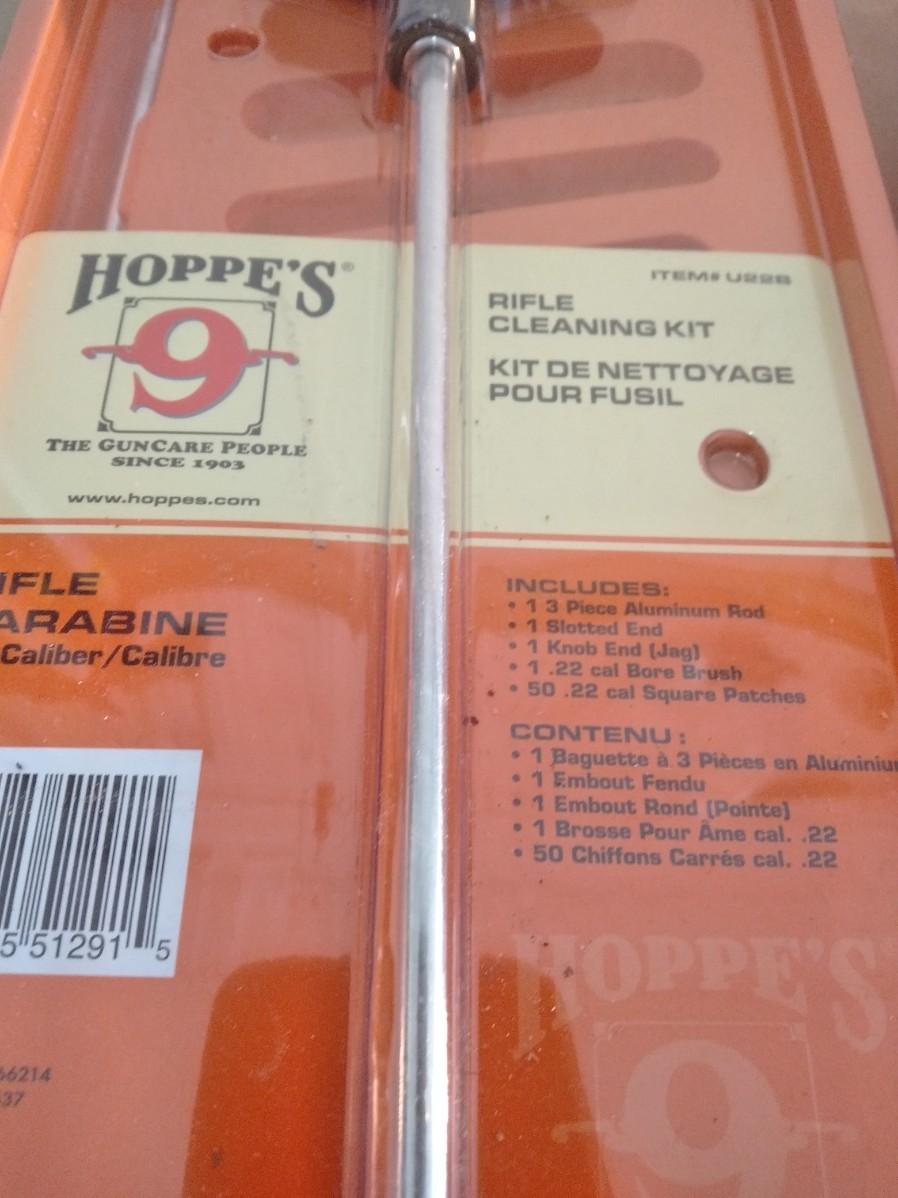 HOPPE'S®
9
THE GUNCARE PEOPLE
SINCE 1903
www.hoppes.com
ITEM# U22B
RIFLE
CLEANING KIT
KIT DE NETTOYAGE
POUR FUSIL
IFLE
ARABINE
Caliber/Calibre
INCLUDES:
• 1 3 Piece Aluminum Rod
• 1 Slotted End
• 1 Knob End (Jag)
• 1 .22 cal Bore Brush
• 50 .22 cal Square Patches
CONTENU :
• 1 Baguette à 3 Pièces en Aluminiu
• 1 Embout Fendu
• 1 Embout Rond (Pointe)
• 1 Brosse Pour Âme cal. .22
• 50 Chiffons Carrés cal. .22
5 51291 5
66214
37
HOPPE'S
9